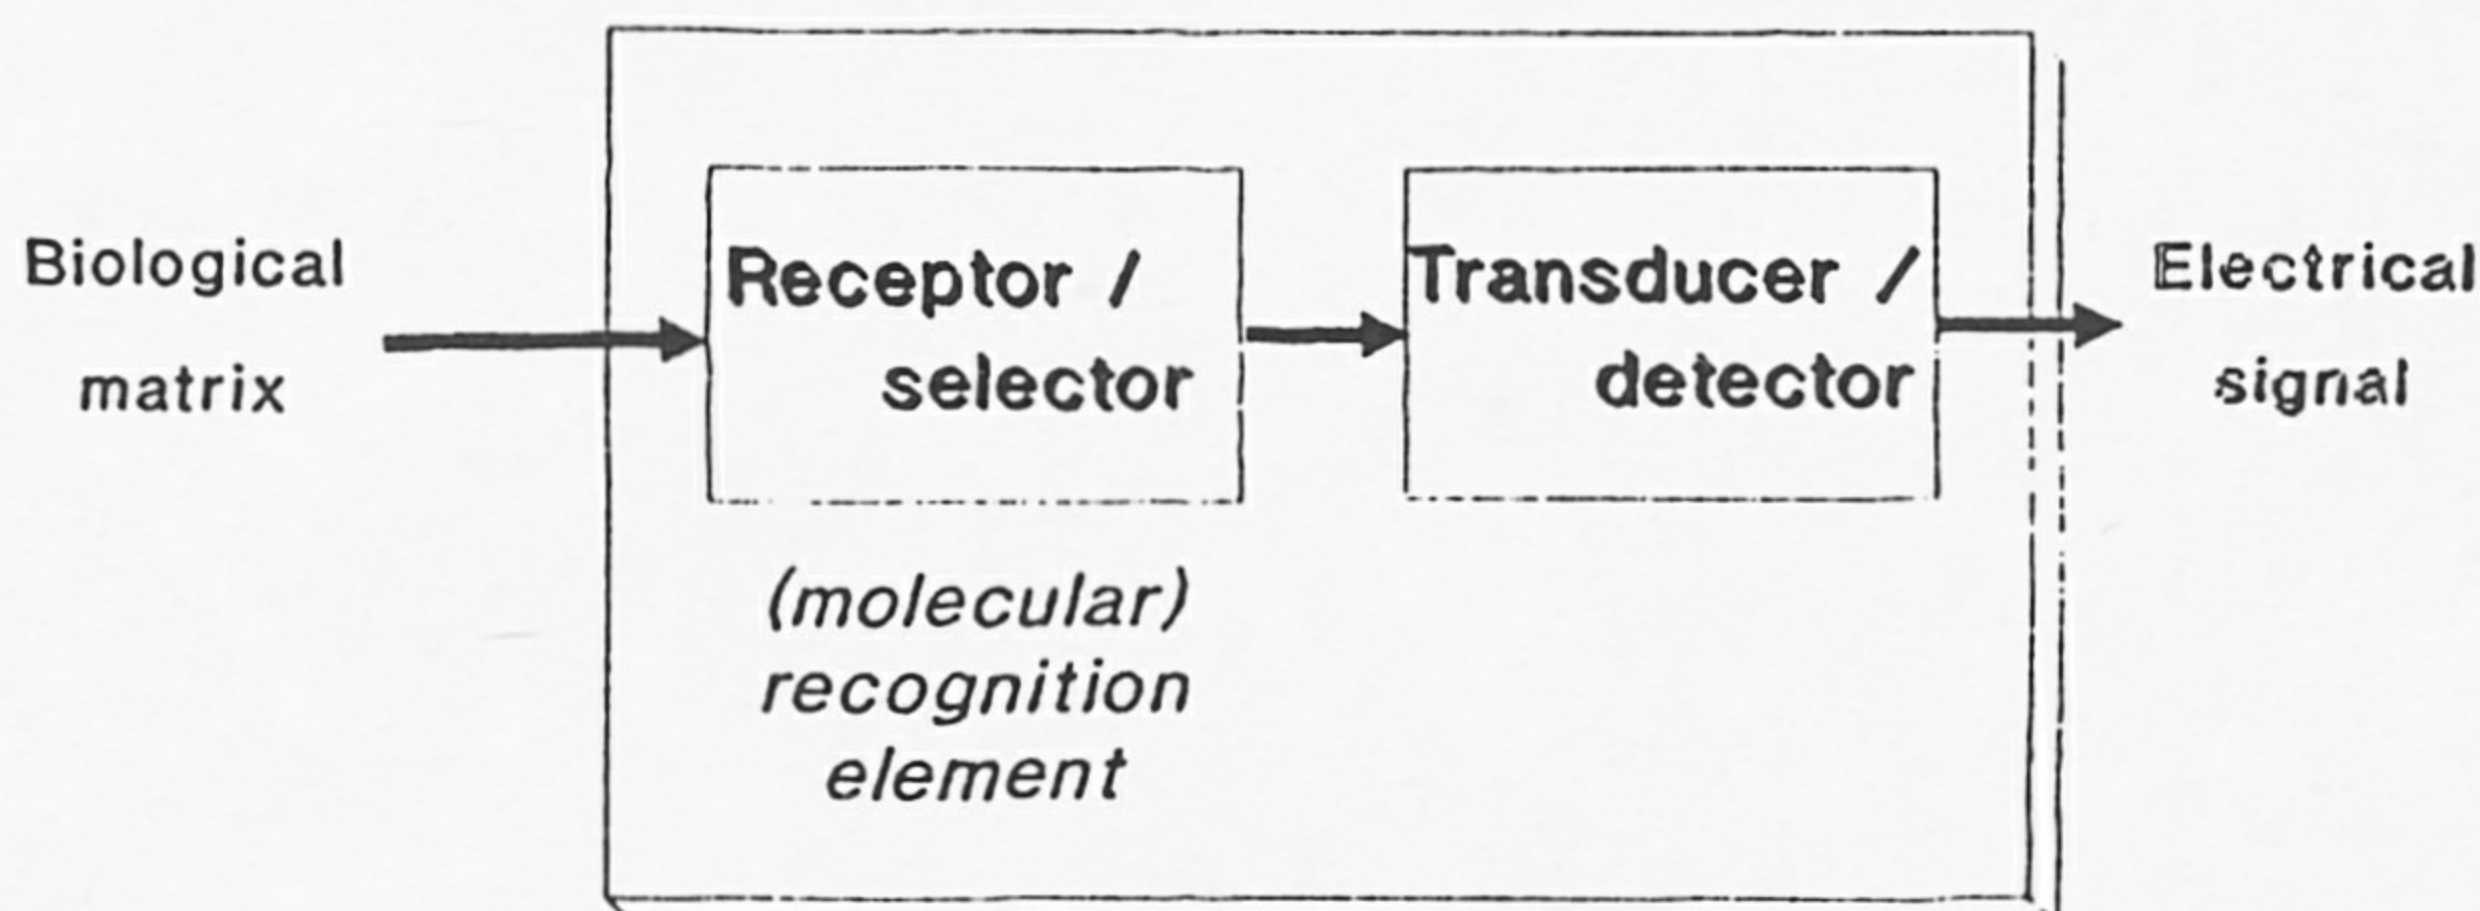 Biological
matrix
Receptor /
selector
(molecular)
recognition
element
Transducer /
detector
Electrical
signal